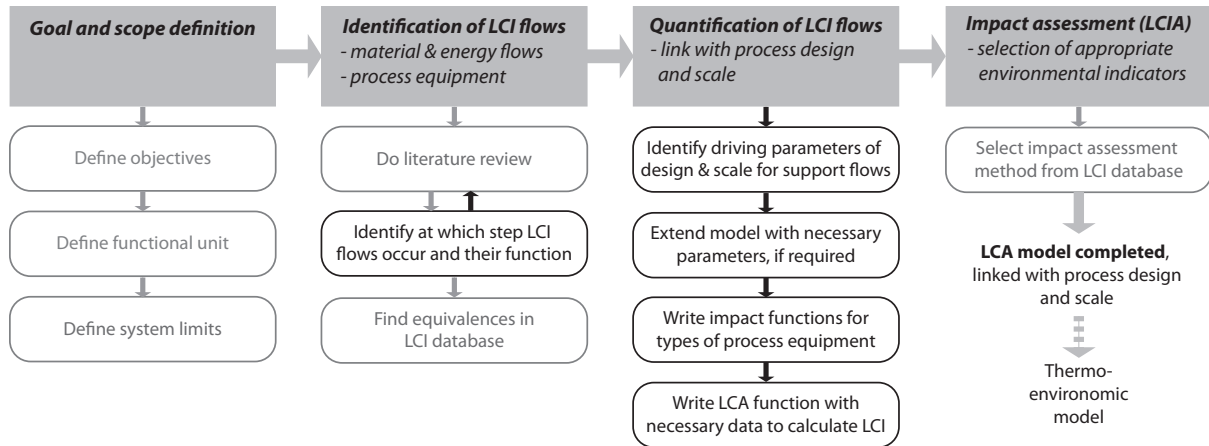 Goal and scope definition
Identification of LCI flows
- material & energy flows
- process equipment
Quantification of LCI flows
- link with process design
and scale
Impact assessment (LCIA)
- selection of appropriate
environmental indicators
Define objectives
Define functional unit
Define system limits
Do literature review
Identify at which step LCI
flows occur and their function
Find equivalences in
LCI database
Identify driving parameters of
design & scale for support flows
Extend model with necessary
parameters, if required
Write impact functions for
types of process equipment
Write LCA function with
necessary data to calculate LCI
Select impact assessment
method from LCI database
LCA model completed,
linked with process design
and scale
Thermo-
environomic
model